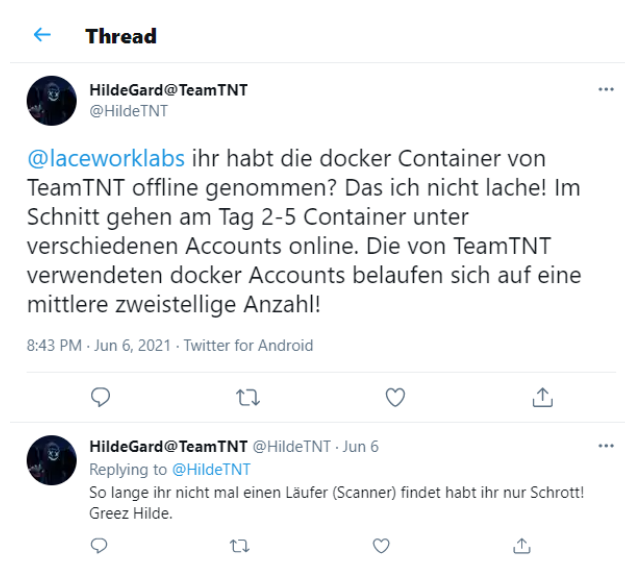 Thread
HildeGard@TeamTNT
@HildeTNT
@laceworklabs ihr habt die docker Container von
TeamTNT offline genommen? Das ich nicht lache! Im
Schnitt gehen am Tag 2-5 Container unter
verschiedenen Accounts online. Die von TeamTNT
verwendeten docker Accounts belaufen sich auf eine
mittlere zweistellige Anzahl!
8:43 PM · Jun 6, 2021 · Twitter for Android
HildeGard@TeamTNT @HildeTNT · Jun 6
Replying to @HildeTNT
So lange ihr nicht mal einen Läufer (Scanner) findet habt ihr nur Schrott!
Greez Hilde.